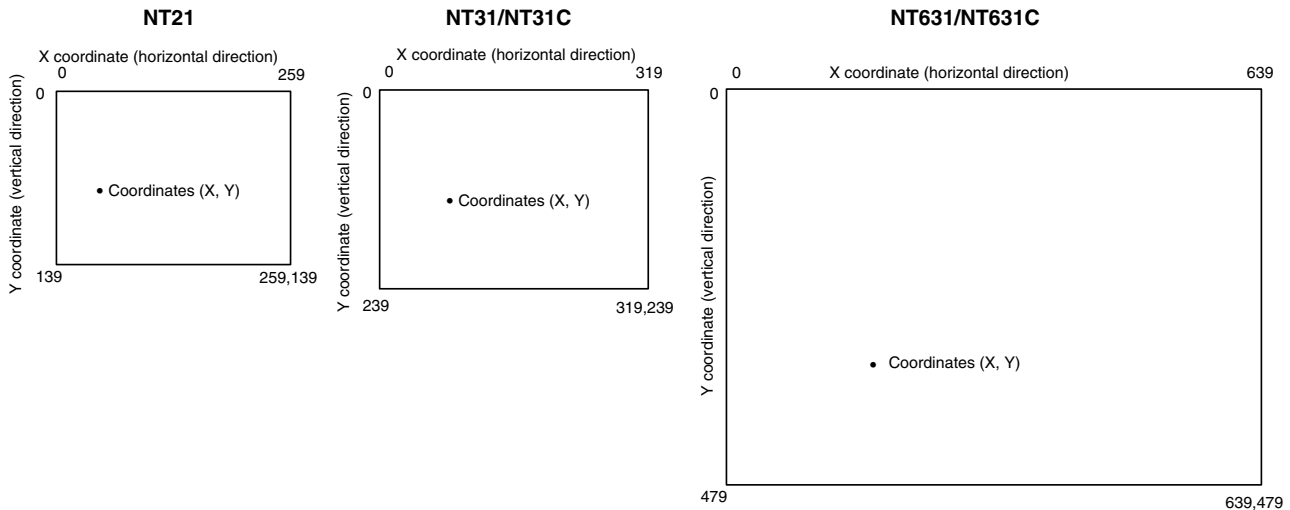 NT21
X coordinate (horizontal direction)
0 259
0
Y coordinate (vertical direction)
Coordinates (X, Y)
139 259,139
NT31/NT31C
X coordinate (horizontal direction)
0 319
0
Y coordinate (vertical direction)
Coordinates (X, Y)
239 319,239
NT631/NT631C
0 X coordinate (horizontal direction) 639
0
Y coordinate (vertical direction)
Coordinates (X, Y)
479 639,479